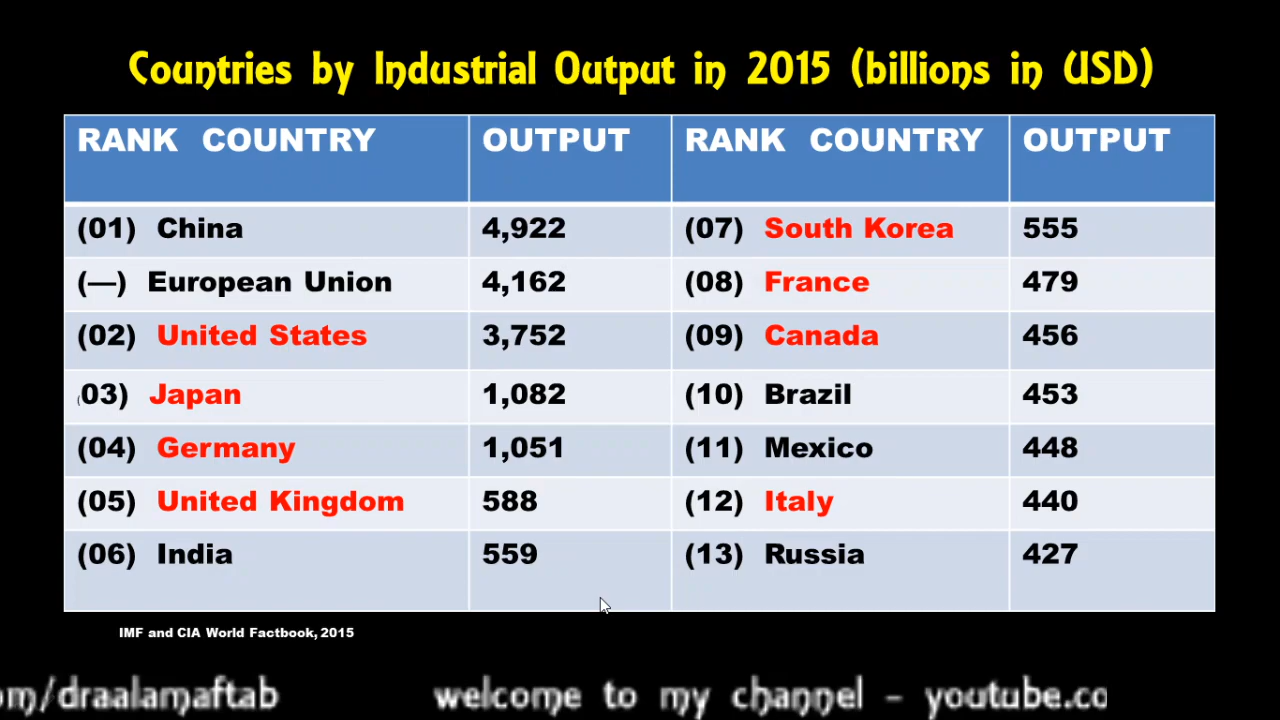 Countries by Industrial Output in 2015 (billions in USD)
RANK COUNTRY OUTPUT RANK COUNTRY OUTPUT
(01) China 4,922 (07) South Korea 555
(—) European Union 4,162 (08) France 479
(02) United States 3,752 (09) Canada 456
(03) Japan 1,082 (10) Brazil 453
(04) Germany 1,051 (11) Mexico 448
(05) United Kingdom 588 (12) Italy 440
(06) India 559 (13) Russia 427
IMF and CIA World Factbook, 2015
om/draalamaftab welcome to my channel - youtube.co